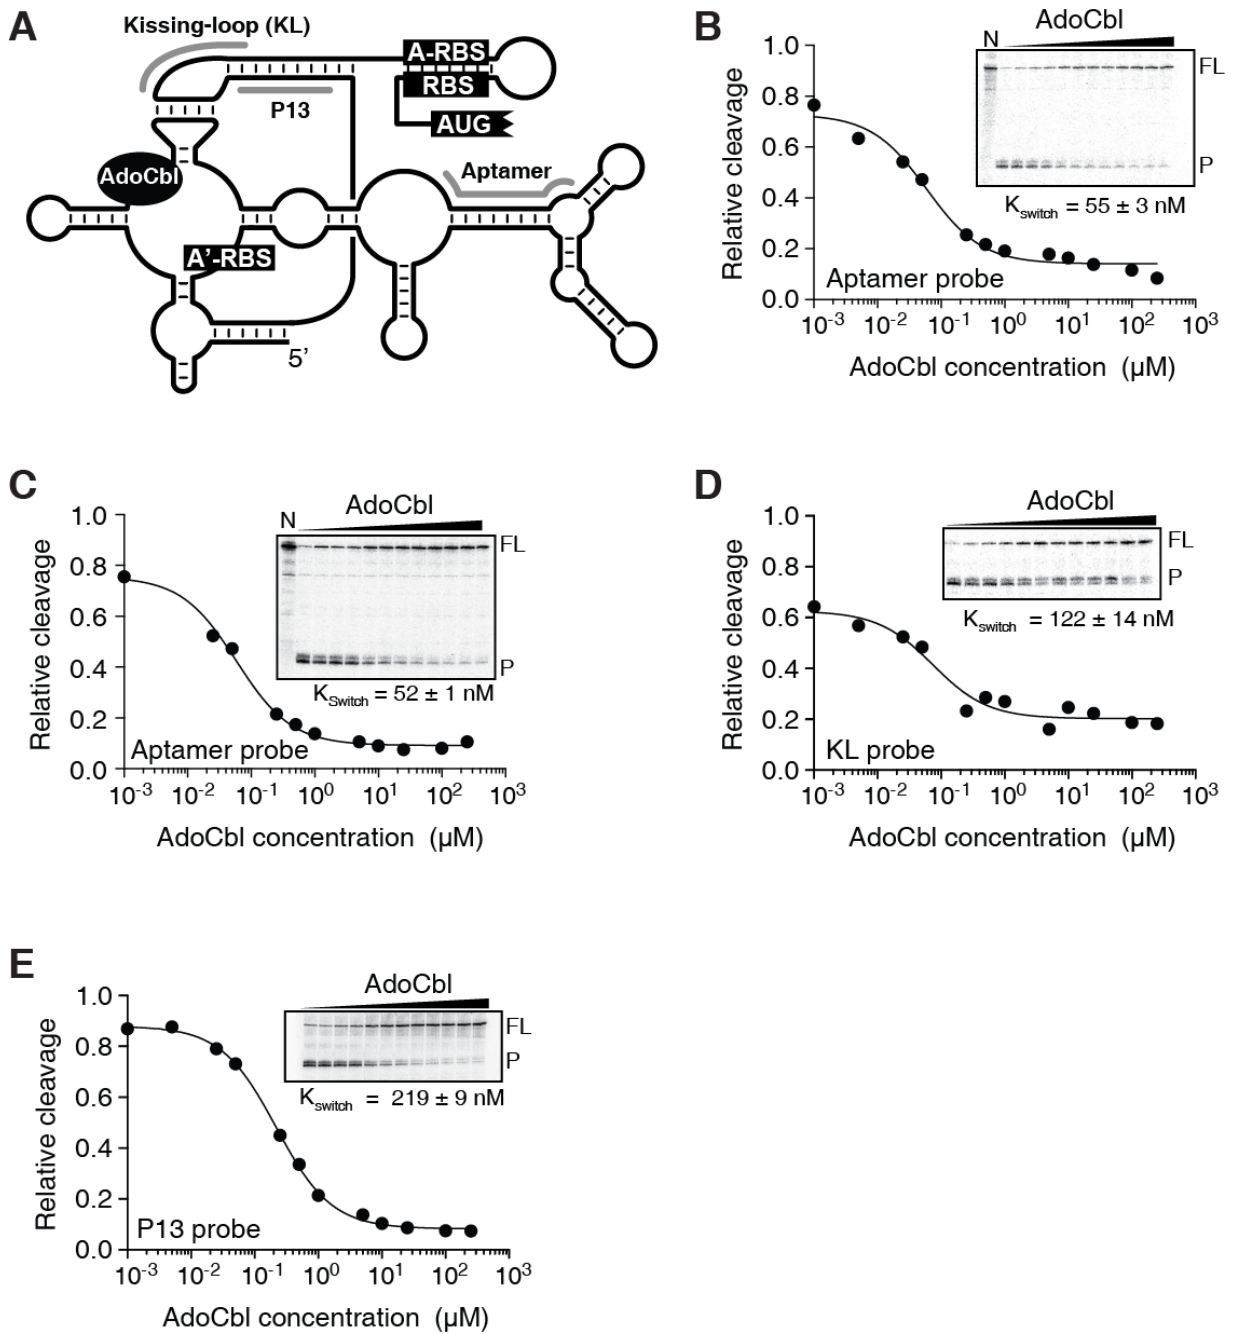 A
Kissing-loop (KL)
A-RBS
RBS
P13
AUG
AdoCbl
Aptamer
A'-RBS
5'
B
AdoCbl
N
FL
P
Kswitch = 55 ± 3 nM
Relative cleavage
1.0
0.8
0.6
0.4
0.2
0.0
Aptamer probe
10-3 10-2 10-1 100 101 102 103
AdoCbl concentration (µM)
C
AdoCbl
N
FL
P
KSwitch = 52 ± 1 nM
Relative cleavage
1.0
0.8
0.6
0.4
0.2
0.0
Aptamer probe
10-3 10-2 10-1 100 101 102 103
AdoCbl concentration (µM)
D
AdoCbl
FL
P
Kswitch = 122 ± 14 nM
Relative cleavage
1.0
0.8
0.6
0.4
0.2
0.0
KL probe
10-3 10-2 10-1 100 101 102 103
AdoCbl concentration (µM)
E
AdoCbl
FL
P
Kswitch = 219 ± 9 nM
Relative cleavage
1.0
0.8
0.6
0.4
0.2
0.0
P13 probe
10-3 10-2 10-1 100 101 102 103
AdoCbl concentration (µM)